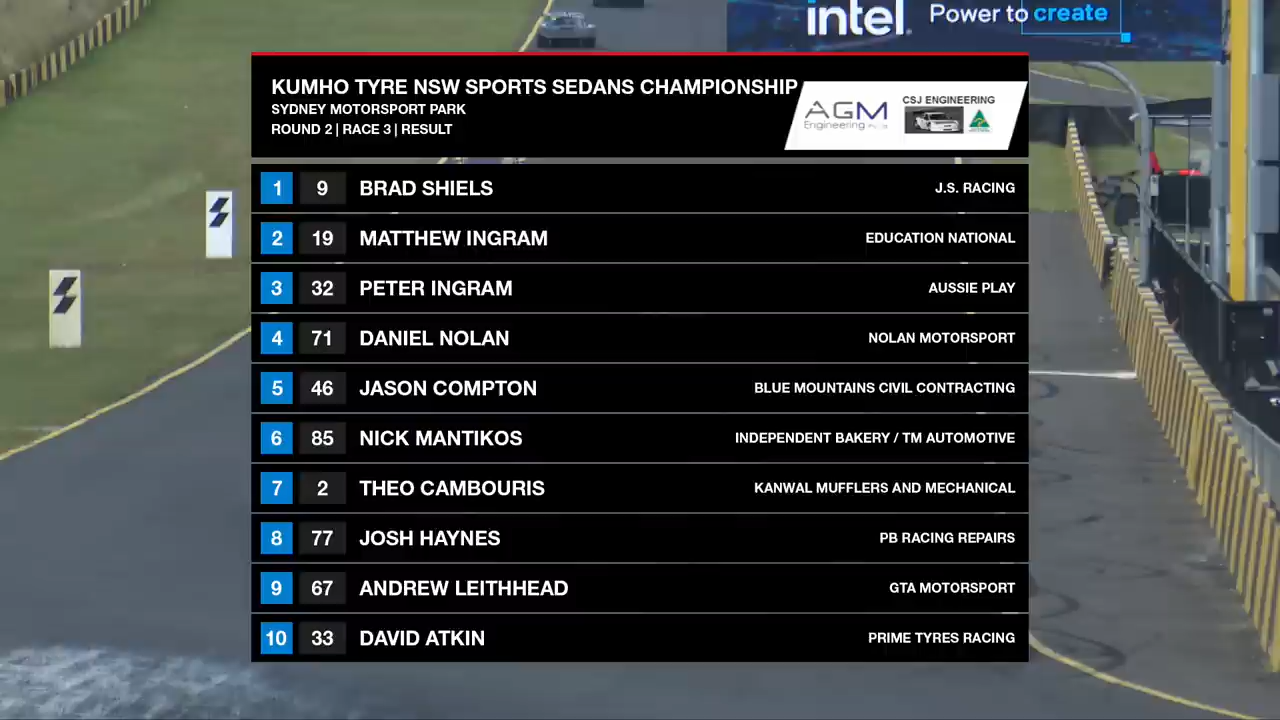 intel.
Power to create
KUMHO TYRE NSW SPORTS SEDANS CHAMPIONSHIP
SYDNEY MOTORSPORT PARK
ROUND 2 | RACE 3 | RESULT
AGM
Engineering
CSJ ENGINEERING
1 9 BRAD SHIELS J.S. RACING
2 19 MATTHEW INGRAM EDUCATION NATIONAL
3 32 PETER INGRAM AUSSIE PLAY
4 71 DANIEL NOLAN NOLAN MOTORSPORT
5 46 JASON COMPTON BLUE MOUNTAINS CIVIL CONTRACTING
6 85 NICK MANTIKOS INDEPENDENT BAKERY / TM AUTOMOTIVE
7 2 THEO CAMBOURIS KANWAL MUFFLERS AND MECHANICAL
8 77 JOSH HAYNES PB RACING REPAIRS
9 67 ANDREW LEITHHEAD GTA MOTORSPORT
10 33 DAVID ATKIN PRIME TYRES RACING